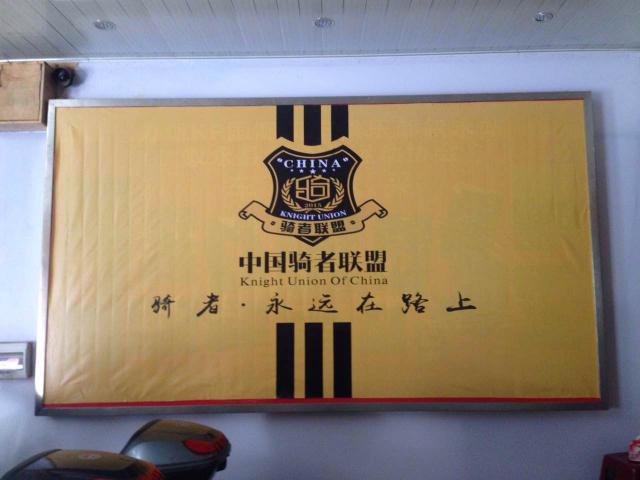 CHINA
骑
2015
KNIGHT UNION
骑者联盟
中国骑者联盟
Knight Union Of China
骑者·永远在路上